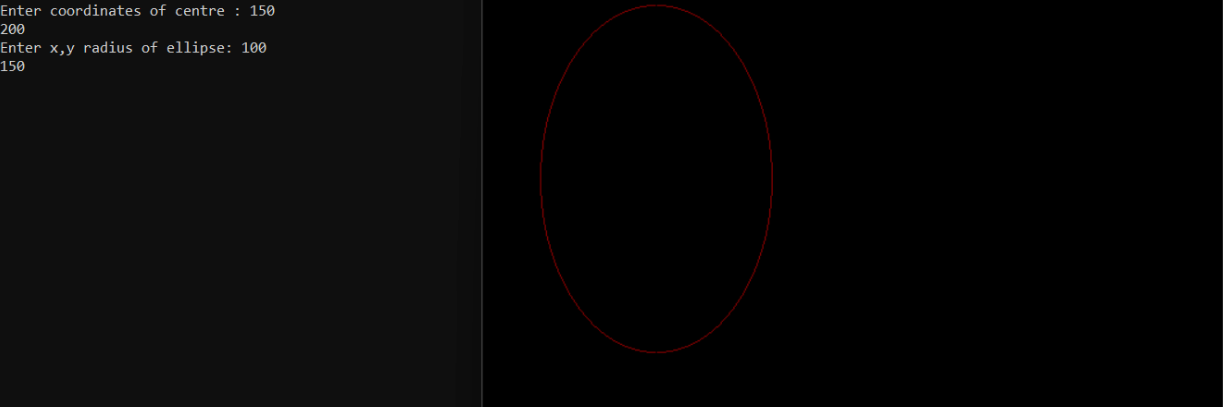 Enter coordinates of centre : 150
200
Enter x,y radius of ellipse: 100
150